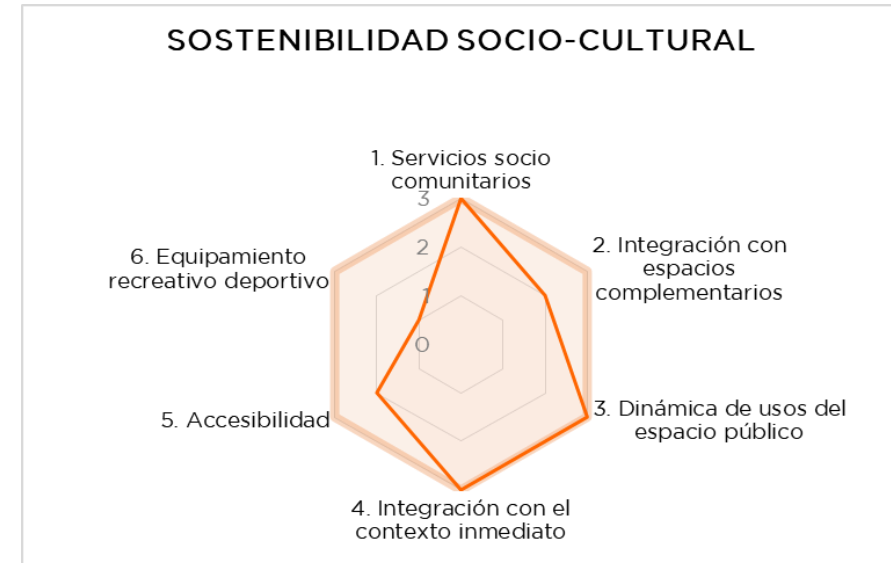 SOSTENIBILIDAD SOCIO-CULTURAL
1. Servicios socio
comunitarios
3
2
1
0
2. Integración con
espacios
complementarios
3. Dinámica de usos del
espacio público
4. Integración con el
contexto inmediato
5. Accesibilidad
6. Equipamiento
recreativo deportivo